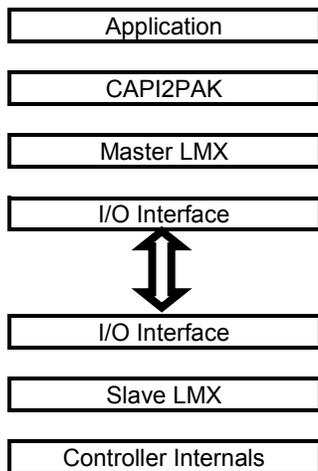 Application
CAPI2PAK
Master LMX
I/O Interface
I/O Interface
Slave LMX
Controller Internals